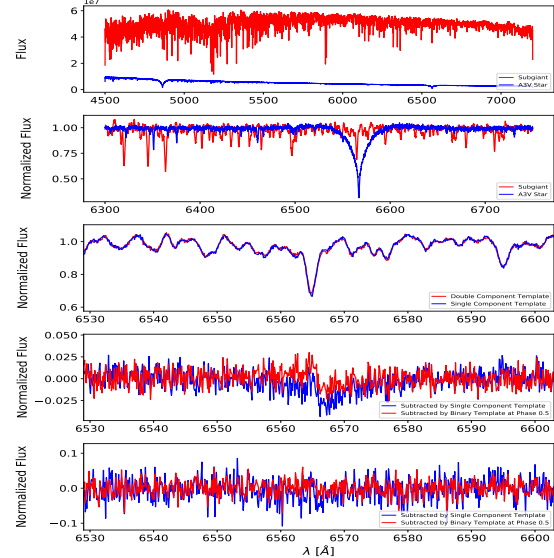 1e7
6
4
2
0
Flux
Subgiant
A3V Star
4500 5000 5500 6000 6500 7000
1.00
0.75
0.50
Normalized Flux
Subgiant
A3V Star
6300 6400 6500 6600 6700
1.0
0.8
0.6
Normalized Flux
Double Component Template
Single Component Template
6530 6540 6550 6560 6570 6580 6590 6600
0.050
0.025
0.000
−0.025
Normalized Flux
Subtracted by Single Component Template
Subtracted by Binary Template at Phase 0.5
6530 6540 6550 6560 6570 6580 6590 6600
0.1
0.0
−0.1
Normalized Flux
Subtracted by Single Component Template
Subtracted by Binary Template at Phase 0.5
6530 6540 6550 6560 6570 6580 6590 6600
λ [Å]